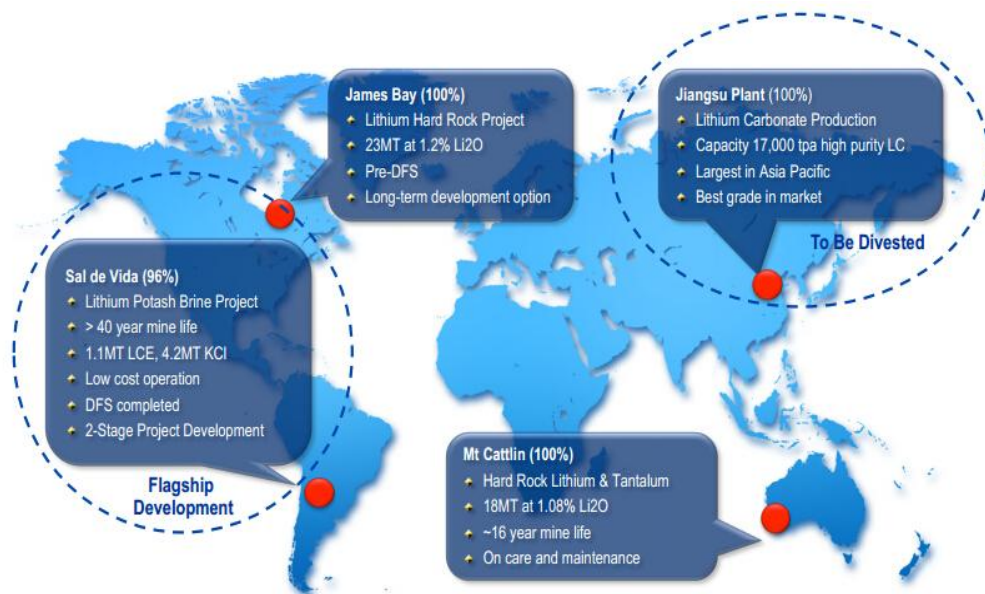 James Bay (100%)
Lithium Hard Rock Project
23MT at 1.2% Li2O
Pre-DFS
Long-term development option
Jiangsu Plant (100%)
Lithium Carbonate Production
Capacity 17,000 tpa high purity LC
Largest in Asia Pacific
Best grade in market
To Be Divested
Sal de Vida (96%)
Lithium Potash Brine Project
> 40 year mine life
1.1MT LCE, 4.2MT KCl
Low cost operation
DFS completed
2-Stage Project Development
Flagship
Development
Mt Cattlin (100%)
Hard Rock Lithium & Tantalum
18MT at 1.08% Li2O
~16 year mine life
On care and maintenance